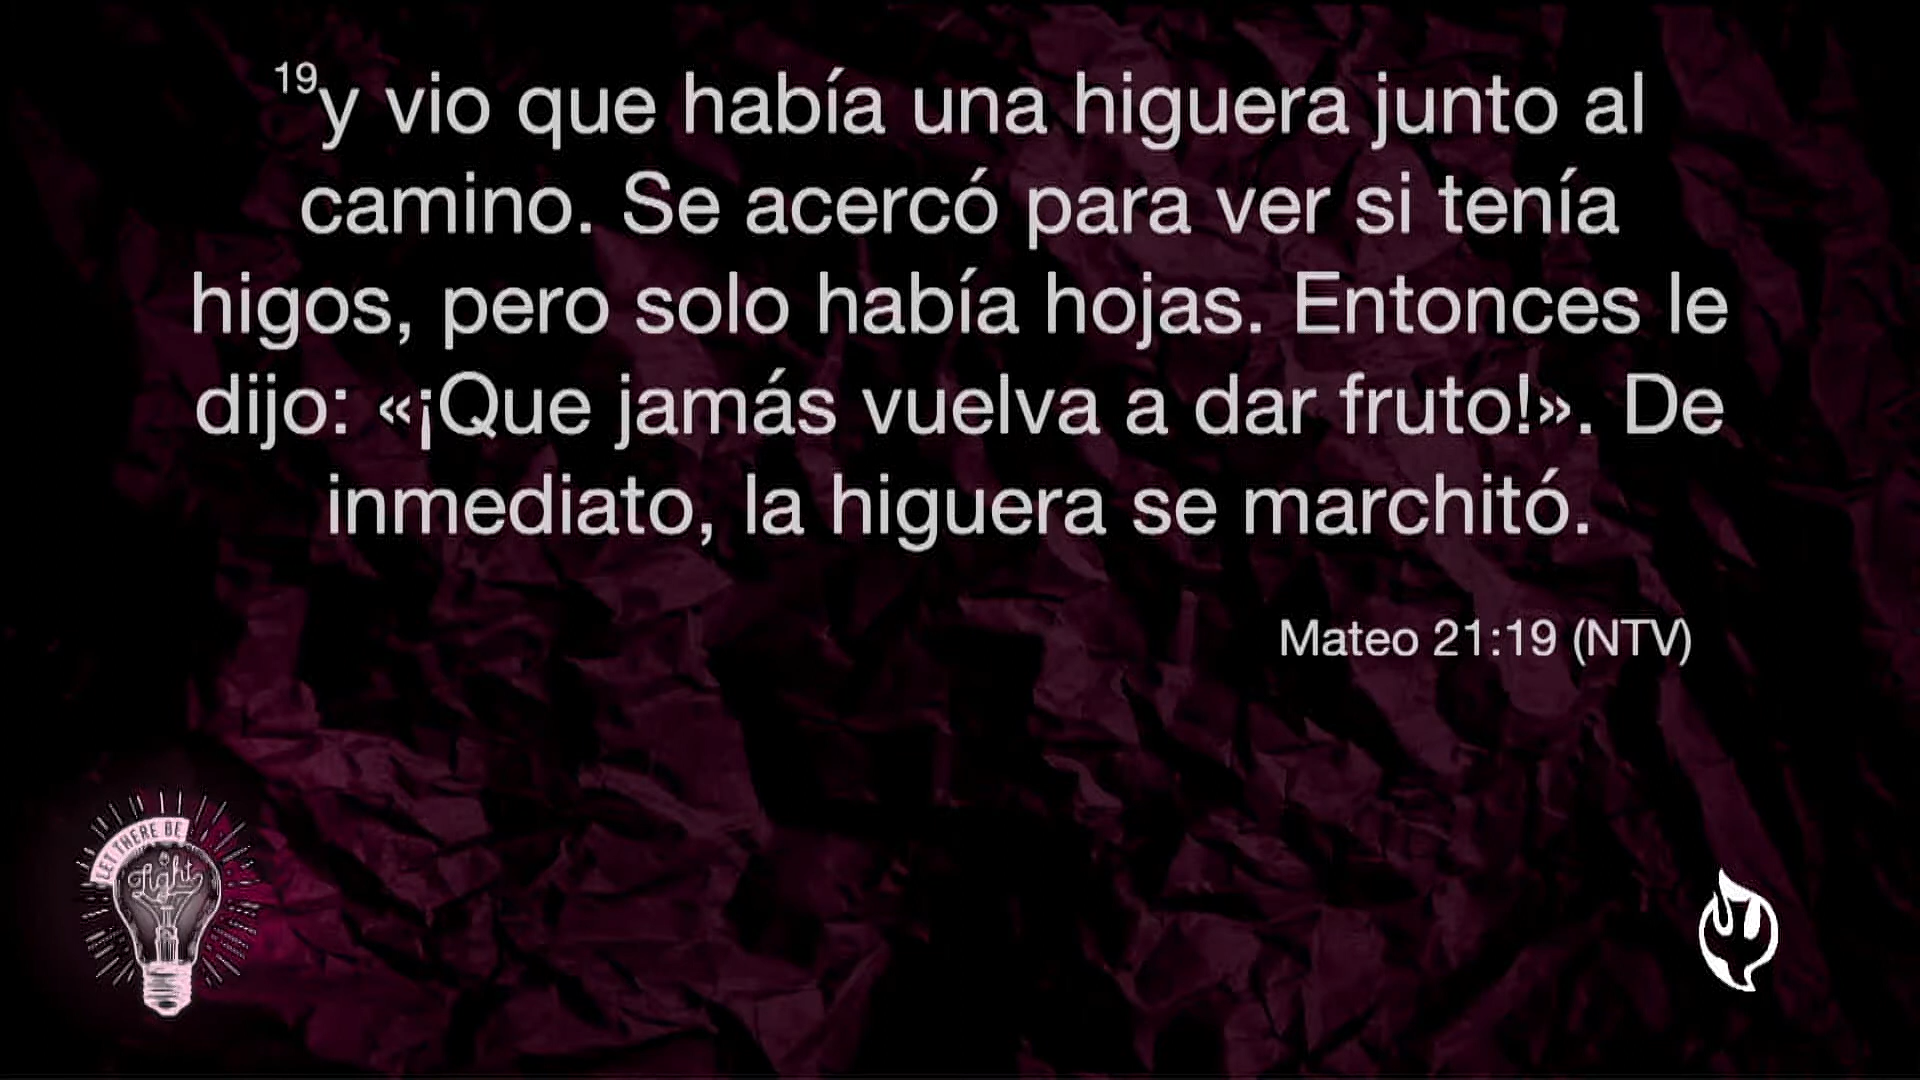 19y vio que había una higuera junto al
camino. Se acercó para ver si tenía
higos, pero solo había hojas. Entonces le
dijo: «¡Que jamás vuelva a dar fruto!». De
inmediato, la higuera se marchitó.
Mateo 21:19 (NTV)
LET THERE BE
Light